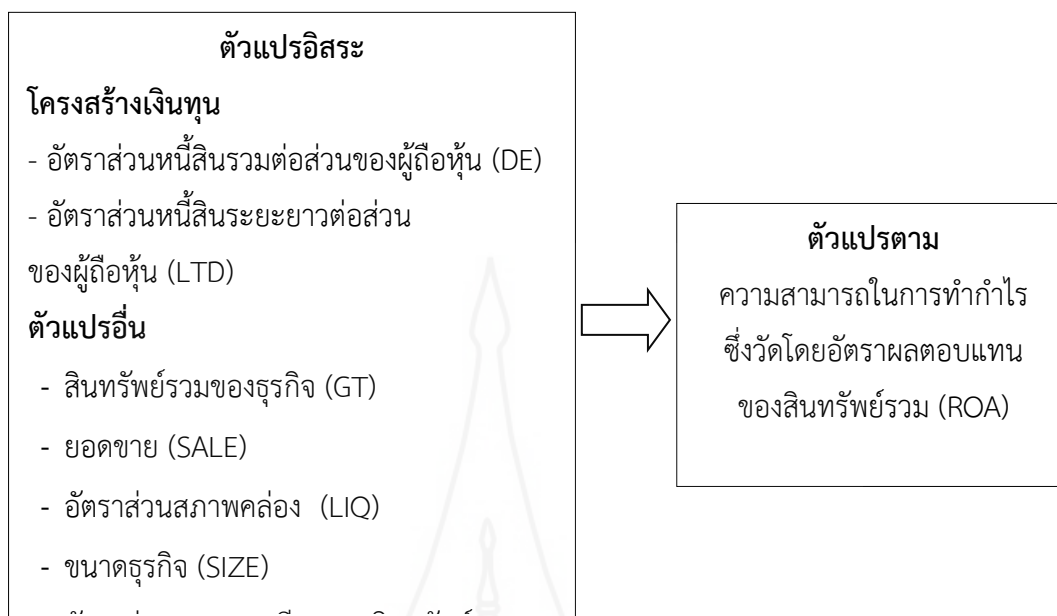 ตัวแปรอิสระ
โครงสร้างเงินทุน
- อัตราส่วนหนี้สินรวมต่อส่วนของผู้ถือหุ้น (DE)
- อัตราส่วนหนี้สินระยะยาวต่อส่วน
ของผู้ถือหุ้น (LTD)
ตัวแปรอื่น
- สินทรัพย์รวมของธุรกิจ (GT)
- ยอดขาย (SALE)
- อัตราส่วนสภาพคล่อง (LIQ)
- ขนาดธุรกิจ (SIZE)
ตัวแปรตาม
ความสามารถในการทำกำไร
ซึ่งวัดโดยอัตราผลตอบแทน
ของสินทรัพย์รวม (ROA)